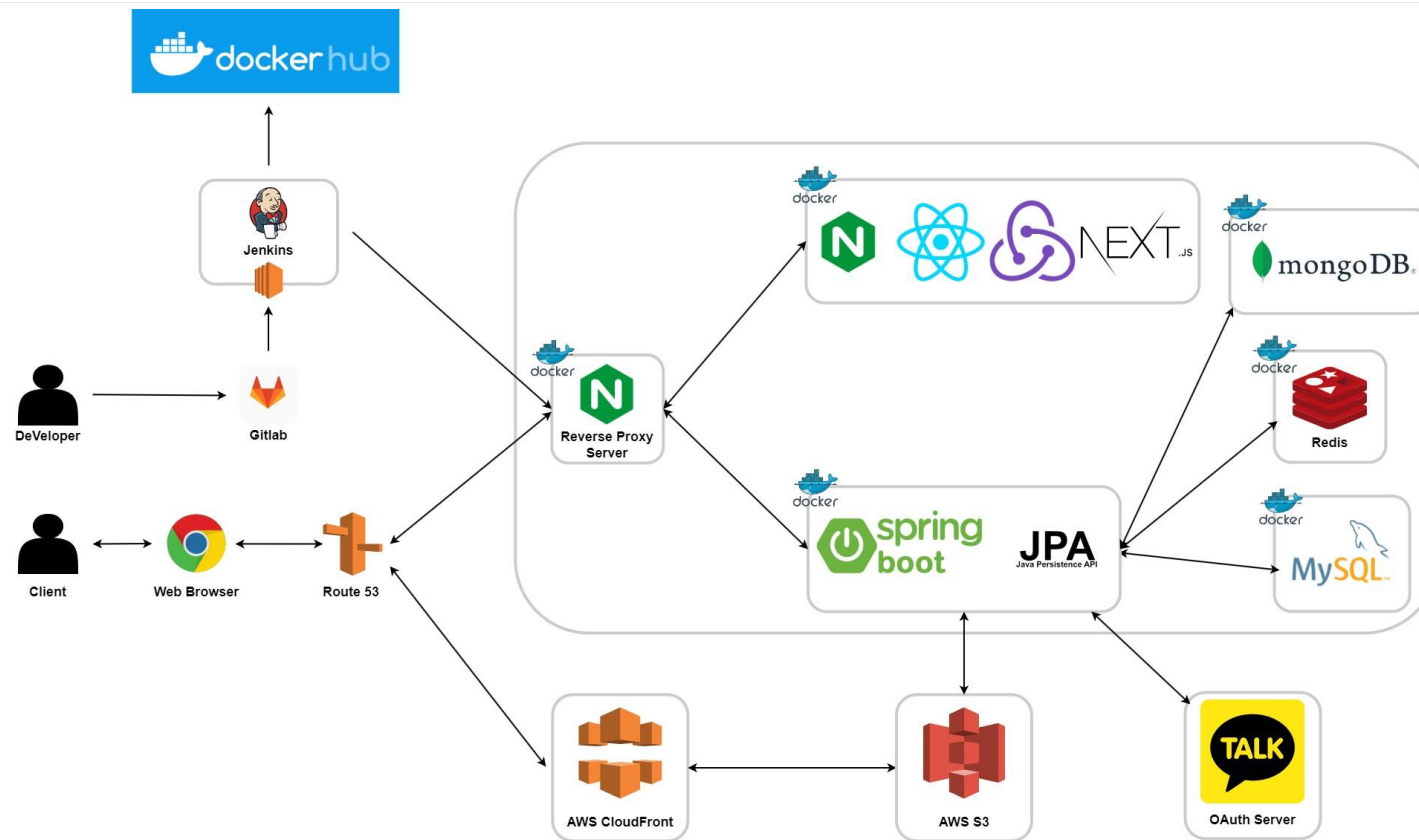 dockerhub
Jenkins
DeVeloper
Gitlab
Client
Web Browser
Route 53
docker
N
Reverse Proxy
Server
docker
N
NEXT.JS
docker
mongoDB®
docker
Redis
docker
MySQL™
docker
spring
boot
JPA
Java Persistence API
AWS CloudFront
AWS S3
TALK
OAuth Server